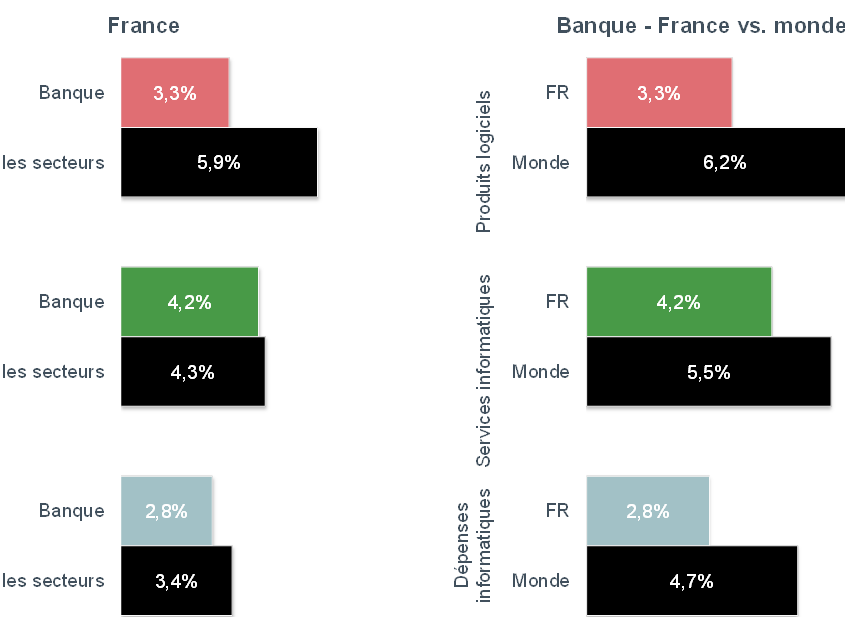 France
Banque
3,3%
les secteurs
5,9%
Banque
4,2%
les secteurs
4,3%
Banque
2,8%
les secteurs
3,4%
Banque - France vs. monde
Produits logiciels
FR
3,3%
Monde
6,2%
Services informatiques
FR
4,2%
Monde
5,5%
Dépenses
informatiques
FR
2,8%
Monde
4,7%